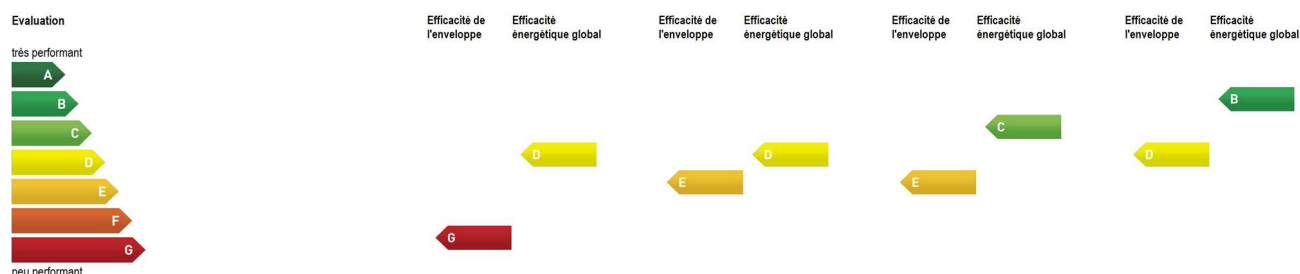 Evaluation
Efficacité de
l'enveloppe
Efficacité
énergétique global
Efficacité de
l'enveloppe
Efficacité
énergétique global
Efficacité de
l'enveloppe
Efficacité
énergétique global
Efficacité de
l'enveloppe
Efficacité
énergétique global
très performant
A
B
B
C
C
D
D
D
D
E
E
E
F
G
G
peu performant